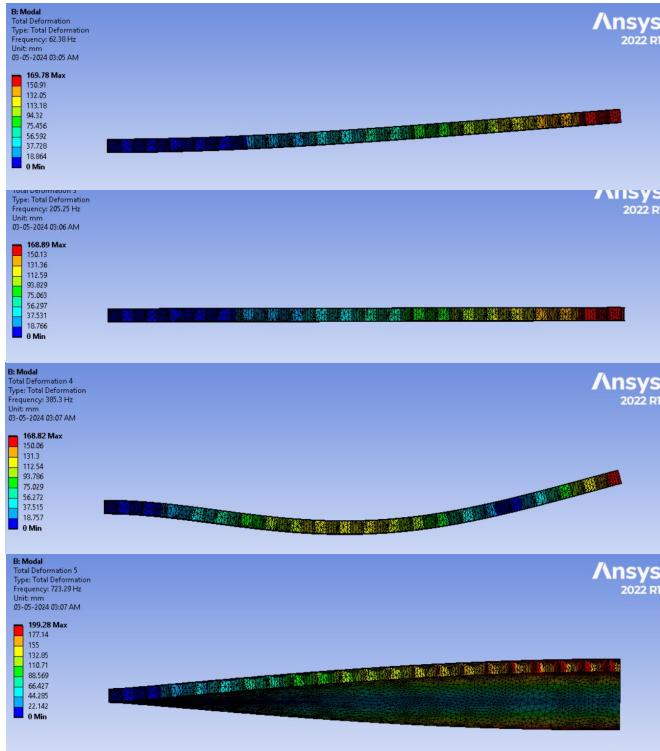 B: Modal
Total Deformation
Type: Total Deformation
Frequency: 62.38 Hz
Unit: mm
03-05-2024 03:05 AM
169.78 Max
150.91
132.05
113.18
94.32
75.456
56.592
37.728
18.864
0 Min
Ansys
2022 R1
Total Deformation 3
Type: Total Deformation
Frequency: 205.25 Hz
Unit: mm
03-05-2024 03:06 AM
168.89 Max
150.13
131.36
112.59
93.829
75.063
56.297
37.531
18.766
0 Min
Ansys
2022 R1
B: Modal
Total Deformation 4
Type: Total Deformation
Frequency: 385.3 Hz
Unit: mm
03-05-2024 03:07 AM
168.82 Max
150.06
131.3
112.54
93.786
75.029
56.272
37.515
18.757
0 Min
Ansys
2022 R1
B: Modal
Total Deformation 5
Type: Total Deformation
Frequency: 723.29 Hz
Unit: mm
03-05-2024 03:07 AM
199.28 Max
177.14
155
132.85
110.71
88.569
66.427
44.285
22.142
0 Min
Ansys
2022 R1